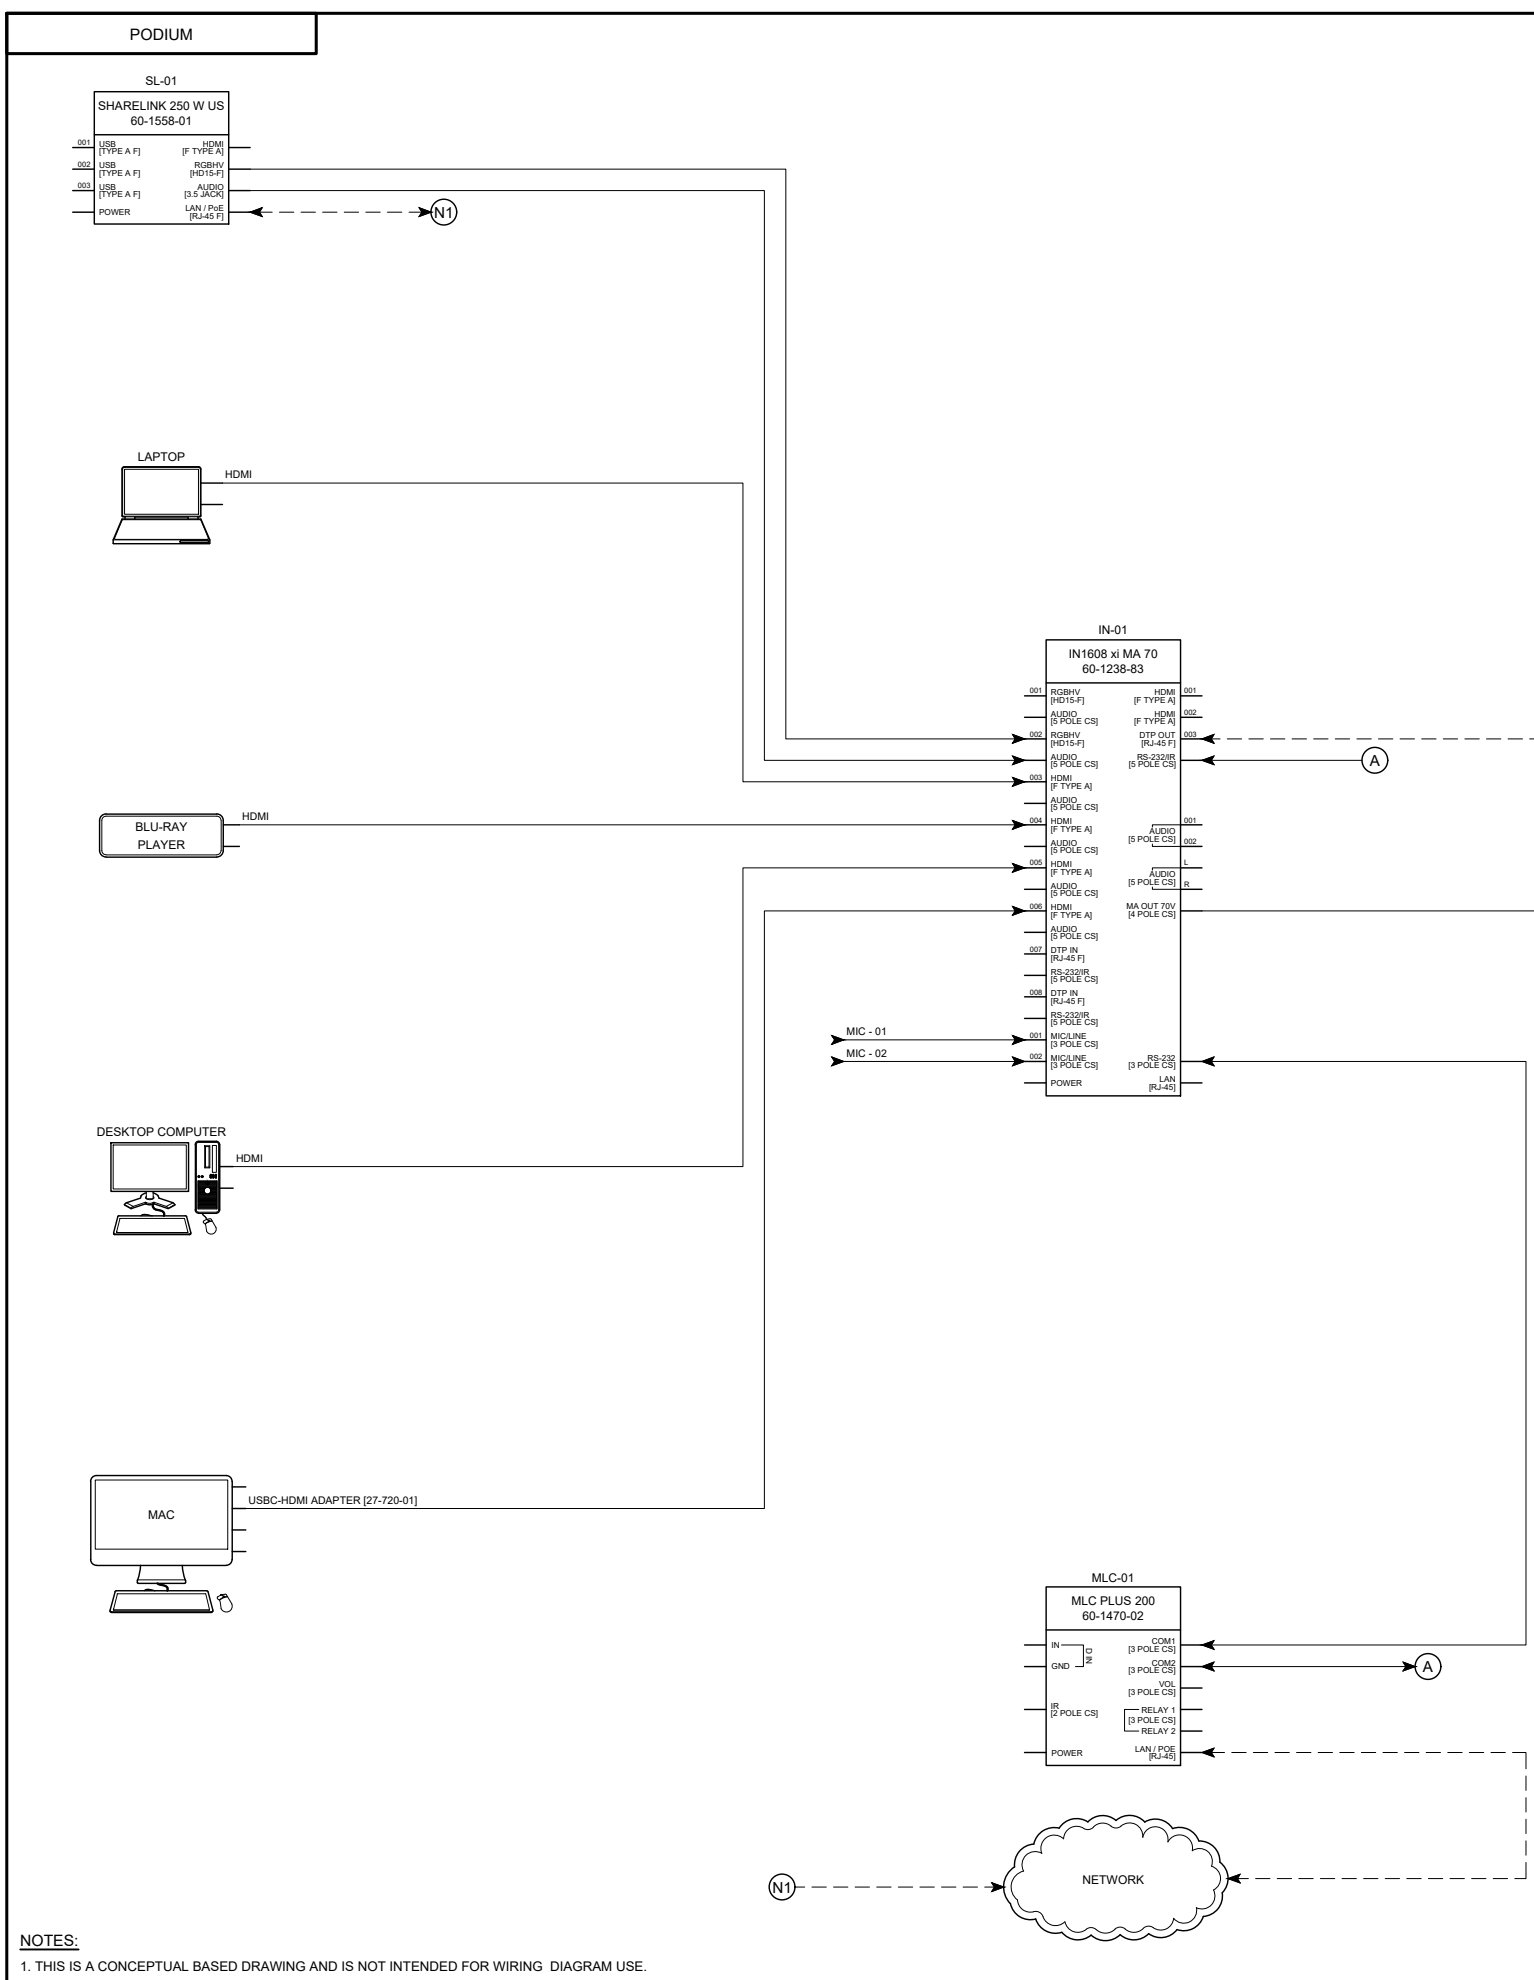 PODIUM
SL-01
SHARELINK 250 W US
60-1558-01
001 USB
[TYPE A F]
HDMI
[F TYPE A]
002 USB
[TYPE A F]
RGBHV
[HD15-F]
003 USB
[TYPE A F]
AUDIO
[3.5 JACK]
POWER
LAN / PoE
[RJ-45 F]
N1
LAPTOP
HDMI
BLU-RAY
PLAYER
HDMI
DESKTOP COMPUTER
HDMI
MAC
USBC-HDMI ADAPTER [27-720-01]
IN-01
IN1608 xi MA 70
60-1238-83
001 RGBHV
[HD15-F]
AUDIO
[5 POLE CS]
002 RGBHV
[HD15-F]
AUDIO
[5 POLE CS]
003 HDMI
[F TYPE A]
AUDIO
[5 POLE CS]
004 HDMI
[F TYPE A]
AUDIO
[5 POLE CS]
005 HDMI
[F TYPE A]
AUDIO
[5 POLE CS]
006 HDMI
[F TYPE A]
AUDIO
[5 POLE CS]
007 DTP IN
[RJ-45 F]
RS-232/IR
[5 POLE CS]
008 DTP IN
[RJ-45 F]
RS-232/IR
[5 POLE CS]
MIC - 01
001 MIC/LINE
[3 POLE CS]
MIC - 02
002 MIC/LINE
[3 POLE CS]
POWER
HDMI 001
[F TYPE A]
HDMI 002
[F TYPE A]
DTP OUT 003
[RJ-45 F]
RS-232/IR
[5 POLE CS]
A
001
AUDIO
[5 POLE CS]
002
L
AUDIO
[5 POLE CS]
R
MA OUT 70V
[4 POLE CS]
RS-232
[3 POLE CS]
LAN
[RJ-45]
MLC-01
MLC PLUS 200
60-1470-02
IN
D IN
GND
IR
[2 POLE CS]
POWER
COM1
[3 POLE CS]
COM2
[3 POLE CS]
A
VOL
[3 POLE CS]
RELAY 1
[3 POLE CS]
RELAY 2
LAN / POE
[RJ-45]
N1
NETWORK
NOTES:
1. THIS IS A CONCEPTUAL BASED DRAWING AND IS NOT INTENDED FOR WIRING DIAGRAM USE.